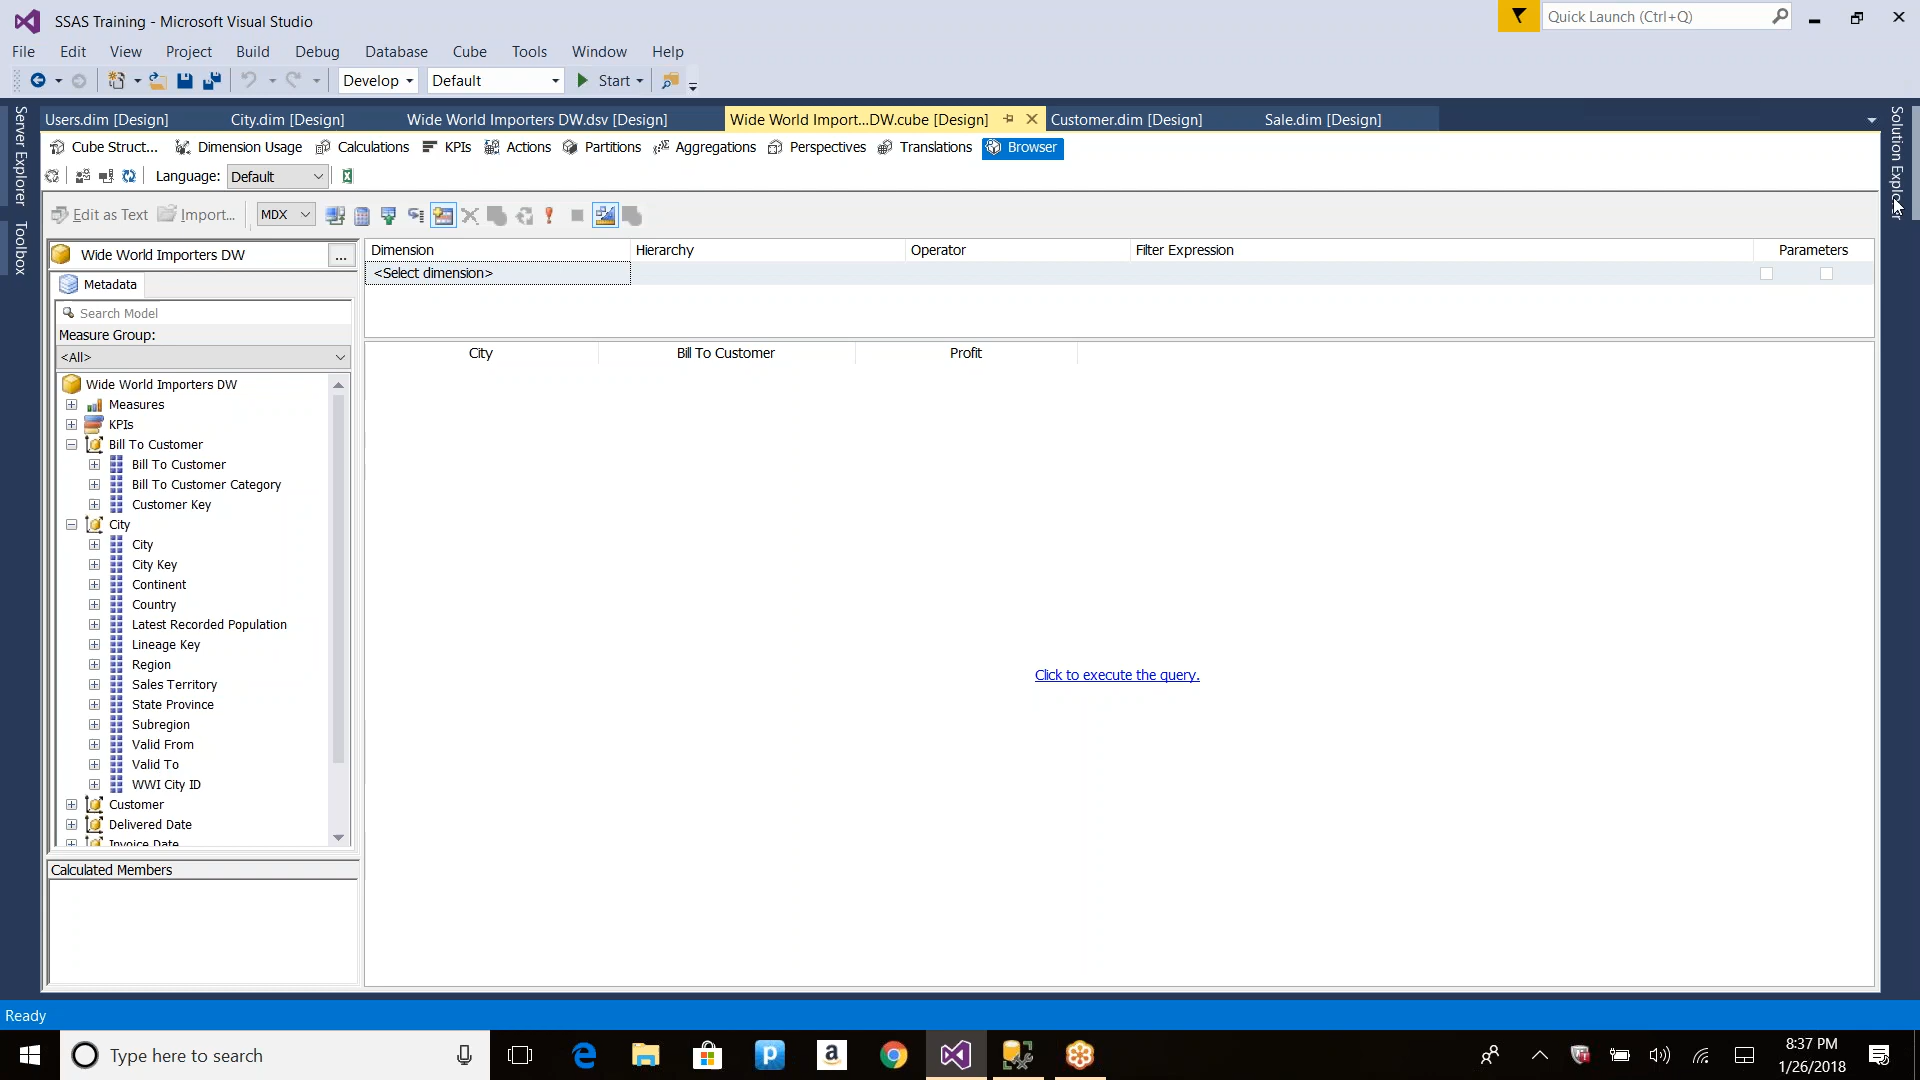 SSAS Training - Microsoft Visual Studio
Quick Launch (Ctrl+Q)
File Edit View Project Build Debug Database Cube Tools Window Help
Develop Default Start
Server Explorer
Toolbox
Solution Explorer
Users.dim [Design] City.dim [Design] Wide World Importers DW.dsv [Design] Wide World Import...DW.cube [Design] Customer.dim [Design] Sale.dim [Design]
Cube Struct... Dimension Usage Calculations KPIs Actions Partitions Aggregations Perspectives Translations Browser
Language: Default
Edit as Text Import... MDX
Wide World Importers DW ...
Metadata
Search Model
Measure Group:
<All>
Wide World Importers DW
Measures
KPIs
Bill To Customer
Bill To Customer
Bill To Customer Category
Customer Key
City
City
City Key
Continent
Country
Latest Recorded Population
Lineage Key
Region
Sales Territory
State Province
Subregion
Valid From
Valid To
WWI City ID
Customer
Delivered Date
Invoice Date
Calculated Members
Dimension Hierarchy Operator Filter Expression Parameters
<Select dimension>
City Bill To Customer Profit
Click to execute the query.
Ready
Type here to search
8:37 PM
1/26/2018